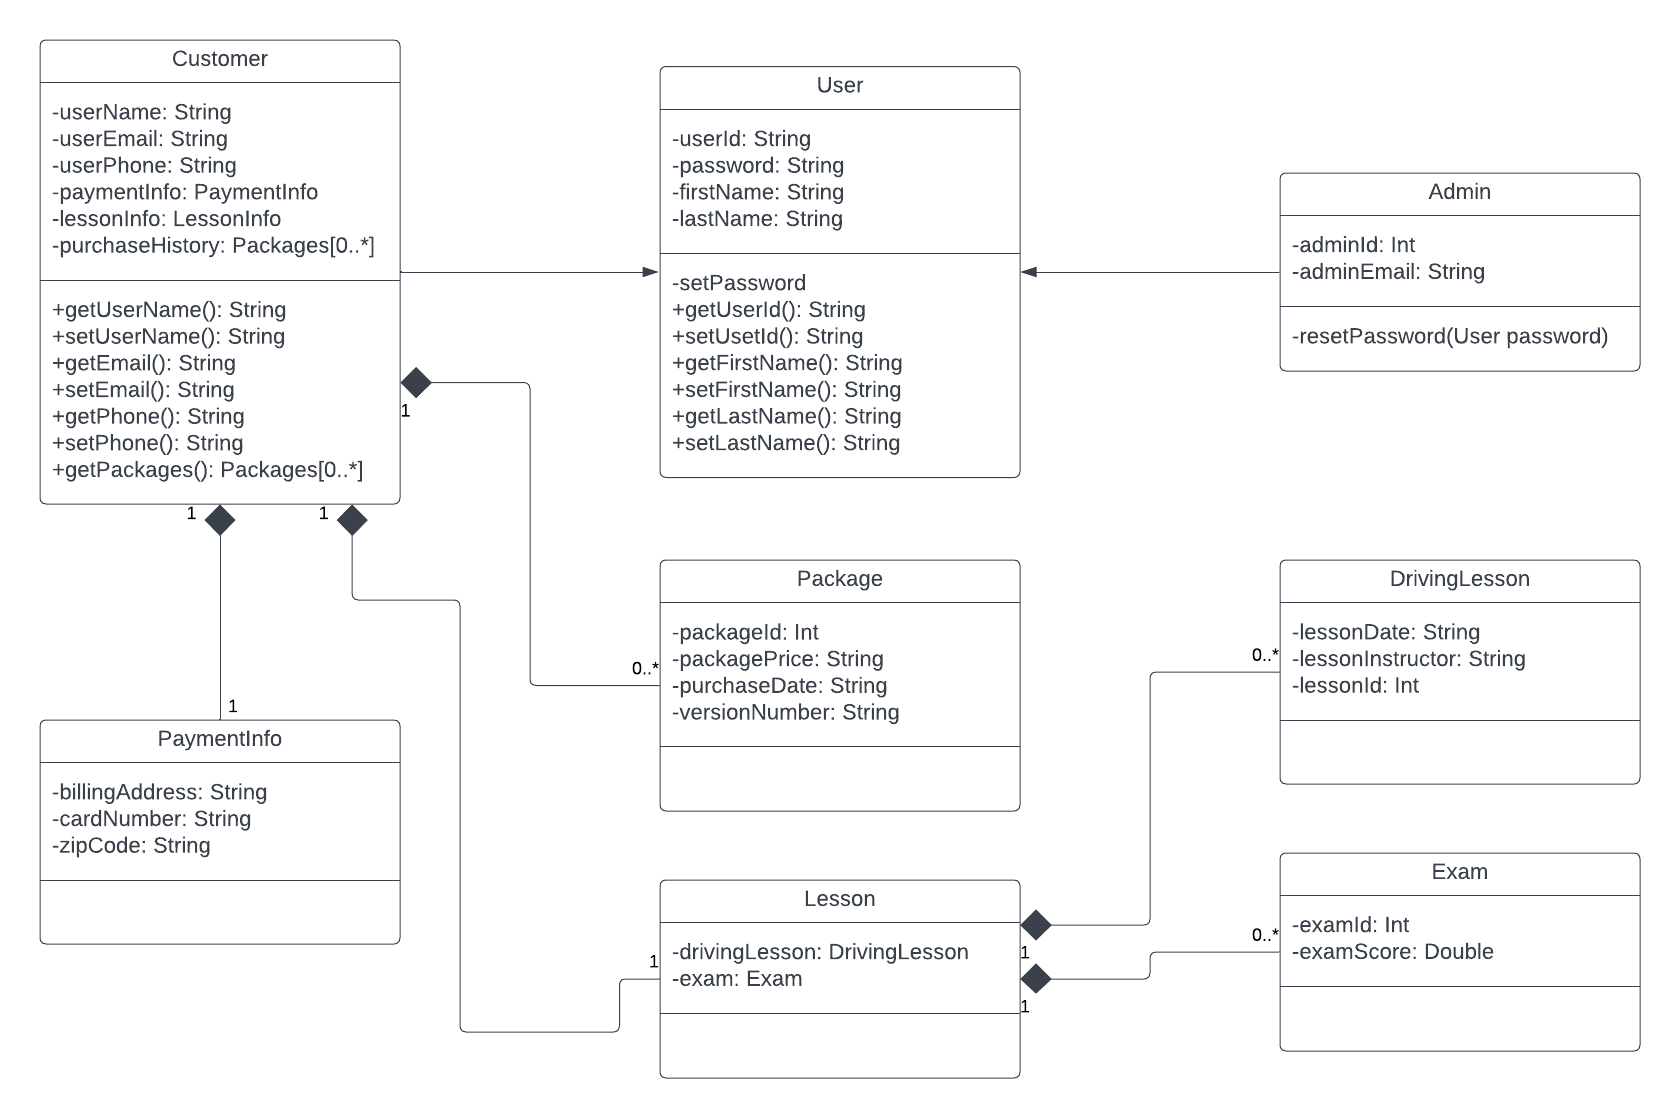 Customer
-userName: String
-userEmail: String
-userPhone: String
-paymentInfo: PaymentInfo
-lessonInfo: LessonInfo
-purchaseHistory: Packages[0..*]
+getUserName(): String
+setUserName(): String
+getEmail(): String
+setEmail(): String
+getPhone(): String
+setPhone(): String
+getPackages(): Packages[0..*]
1
1
1
User
-userId: String
-password: String
-firstName: String
-lastName: String
-setPassword
+getUserId(): String
+setUsetId(): String
+getFirstName(): String
+setFirstName(): String
+getLastName(): String
+setLastName(): String
Admin
-adminId: Int
-adminEmail: String
-resetPassword(User password)
1
PaymentInfo
-billingAddress: String
-cardNumber: String
-zipCode: String
0..*
Package
-packageId: Int
-packagePrice: String
-purchaseDate: String
-versionNumber: String
0..*
DrivingLesson
-lessonDate: String
-lessonInstructor: String
-lessonId: Int
1
Lesson
-drivingLesson: DrivingLesson
-exam: Exam
1
1
0..*
Exam
-examId: Int
-examScore: Double